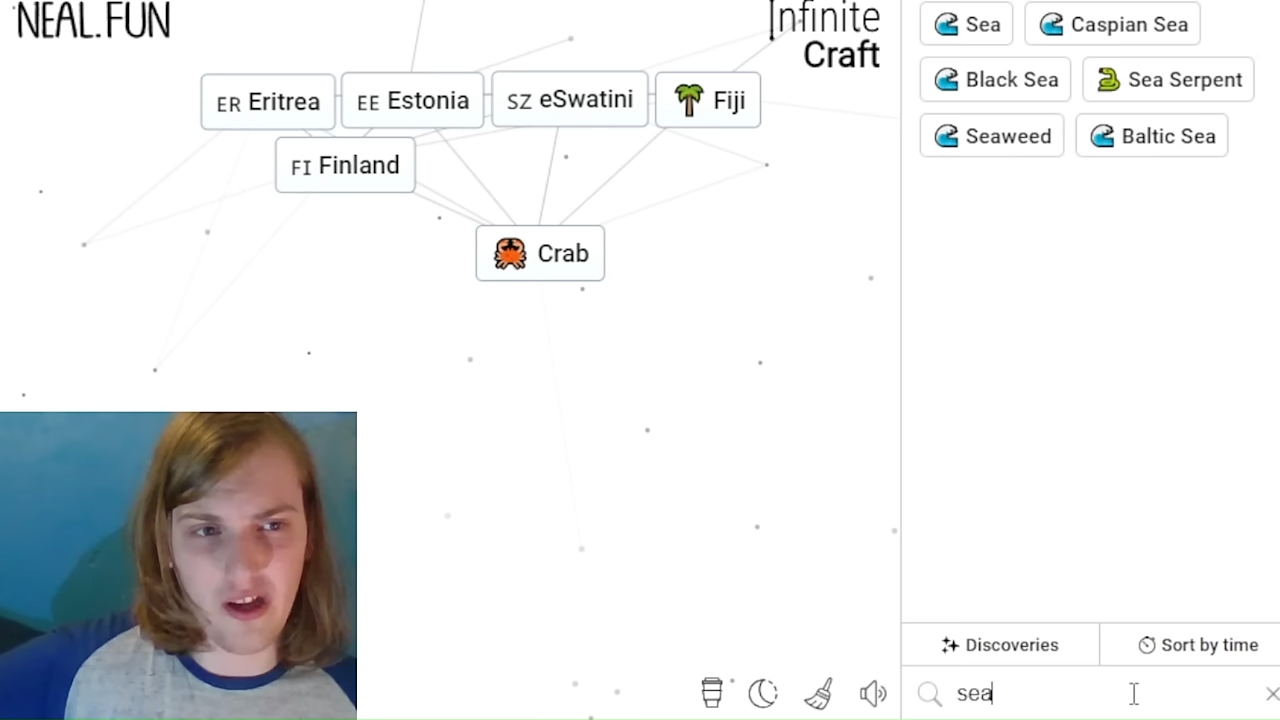 NEAL.FUN
Infinite
Craft
ER Eritrea
EE Estonia
SZ eSwatini
Fiji
FI Finland
Crab
Sea
Caspian Sea
Black Sea
Sea Serpent
Seaweed
Baltic Sea
Discoveries
Sort by time
sea